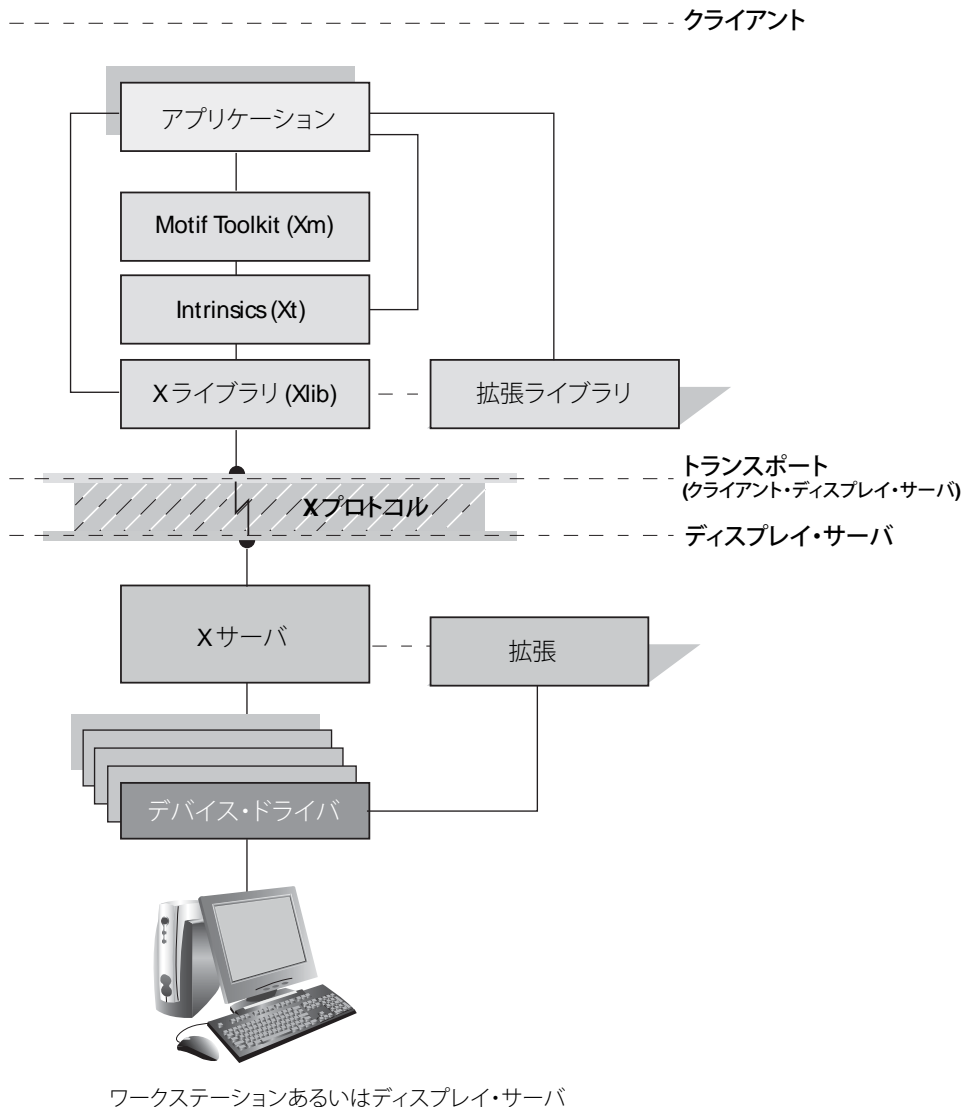 クライアント
アプリケーション
Motif Toolkit (Xm)
Intrinsics (Xt)
Xライブラリ (Xlib)
拡張ライブラリ
トランスポート
(クライアント・ディスプレイ・サーバ)
Xプロトコル
ディスプレイ・サーバ
Xサーバ
拡張
デバイス・ドライバ
ワークステーションあるいはディスプレイ・サーバ